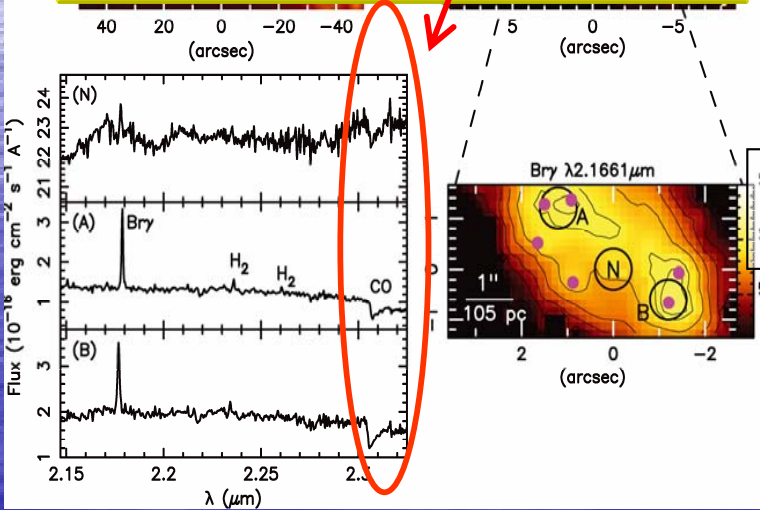 40 20 0 −20 −40
(arcsec)
5 0 −5
(arcsec)
Flux (10⁻¹⁶ erg cm⁻² s⁻¹ A⁻¹)
(N)
24
23
22
21
(A)
Brγ
H₂
H₂
CO
3
2
1
(B)
3
2
1
2.15 2.2 2.25 2.3
λ (μm)
Brγ λ2.1661μm
A
N
B
1"
105 pc
2 0 −2
(arcsec)